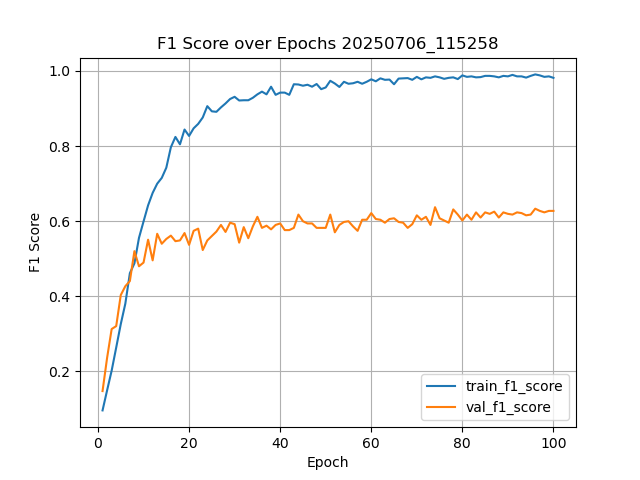 F1 Score over Epochs 20250706_115258
1.0
0.8
0.6
0.4
0.2
F1 Score
0 20 40 60 80 100
Epoch
train_f1_score
val_f1_score